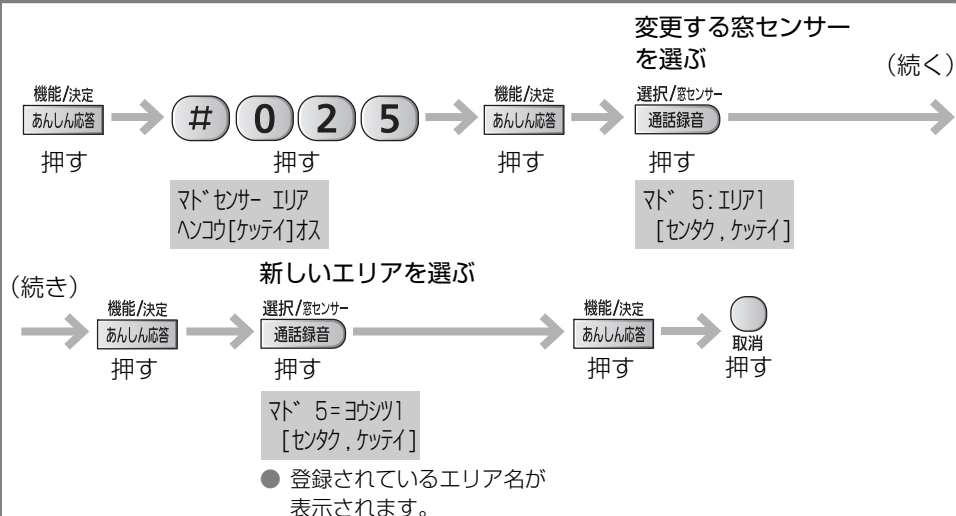 変更する窓センサー
を選ぶ
(続く)
機能/決定
あんしん応答
押す
# 0 2 5
押す
マドセンサー エリア
ヘンコウ[ケッテイ]オス
機能/決定
あんしん応答
押す
選択/窓センサー
通話録音
押す
マド 5:エリア1
[センタク,ケッテイ]
(続き)
機能/決定
あんしん応答
押す
新しいエリアを選ぶ
選択/窓センサー
通話録音
押す
マド 5=ヨウシツ1
[センタク,ケッテイ]
● 登録されているエリア名が
表示されます。
機能/決定
あんしん応答
押す
取消
押す